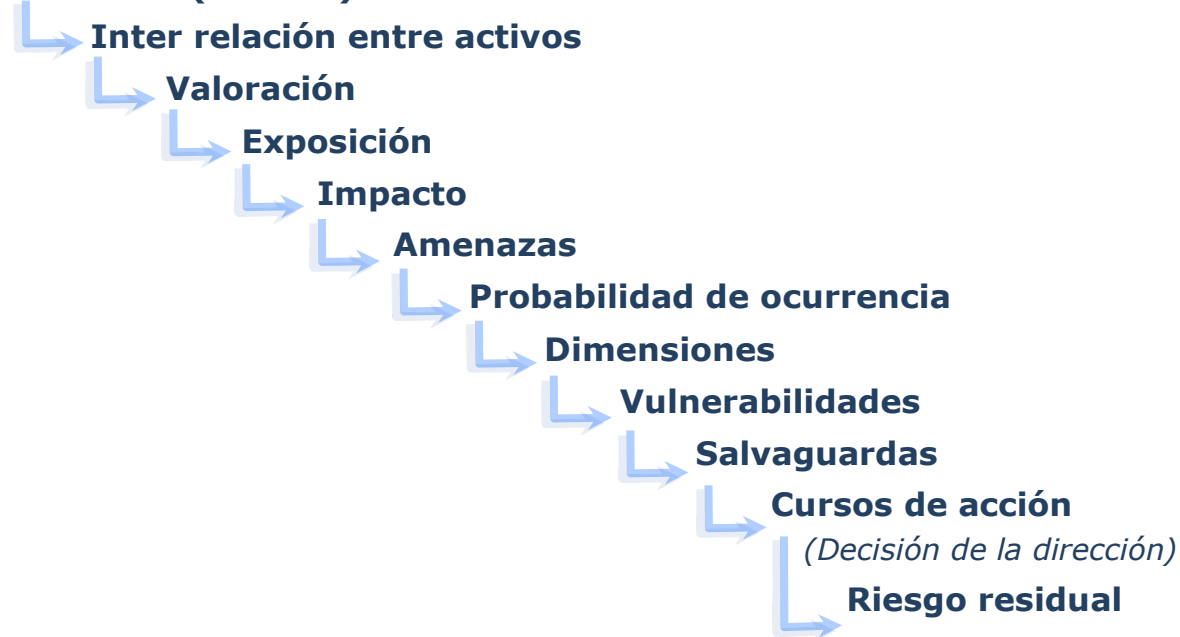 Inter relación entre activos
Valoración
Exposición
Impacto
Amenazas
Probabilidad de ocurrencia
Dimensiones
Vulnerabilidades
Salvaguardas
Cursos de acción
(Decisión de la dirección)
Riesgo residual